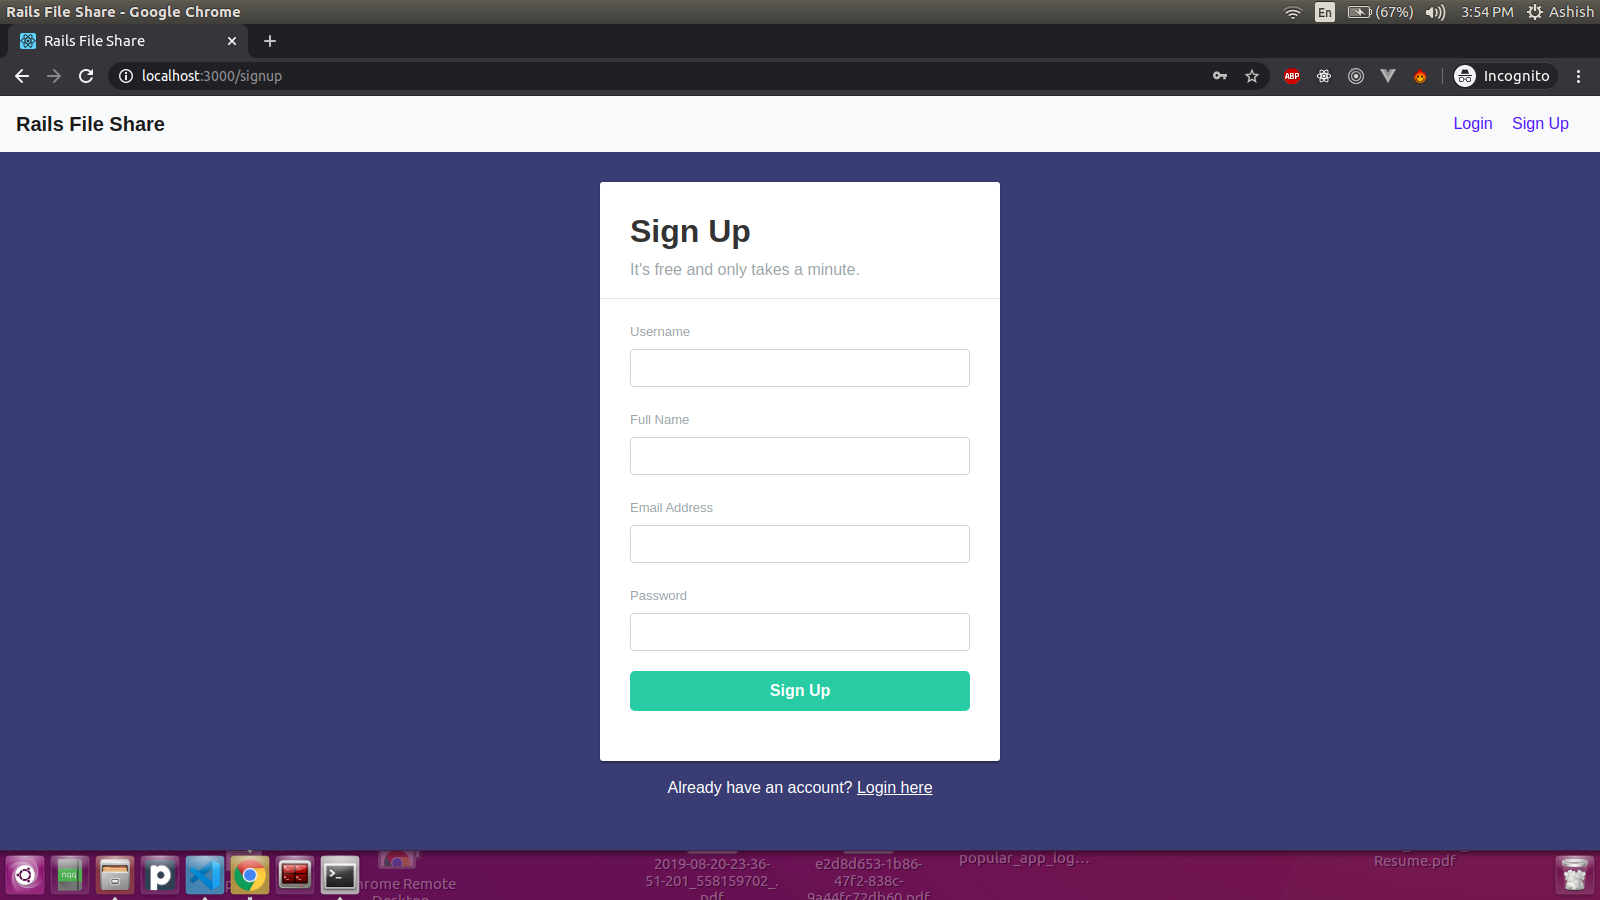 Rails File Share - Google Chrome
En
(67%)
3:54 PM
Ashish
Rails File Share
localhost:3000/signup
ABP
Incognito
Rails File Share
Login
Sign Up
Sign Up
It's free and only takes a minute.
Username
Full Name
Email Address
Password
Sign Up
Already have an account? Login here
nqq
hrome Remote
Desktop
2019-08-20-23-36-
51-201_558159702_.
pdf
e2d8d653-1b86-
47f2-838c-
9a44fc72db60.pdf
popular_app_log...
Resume.pdf